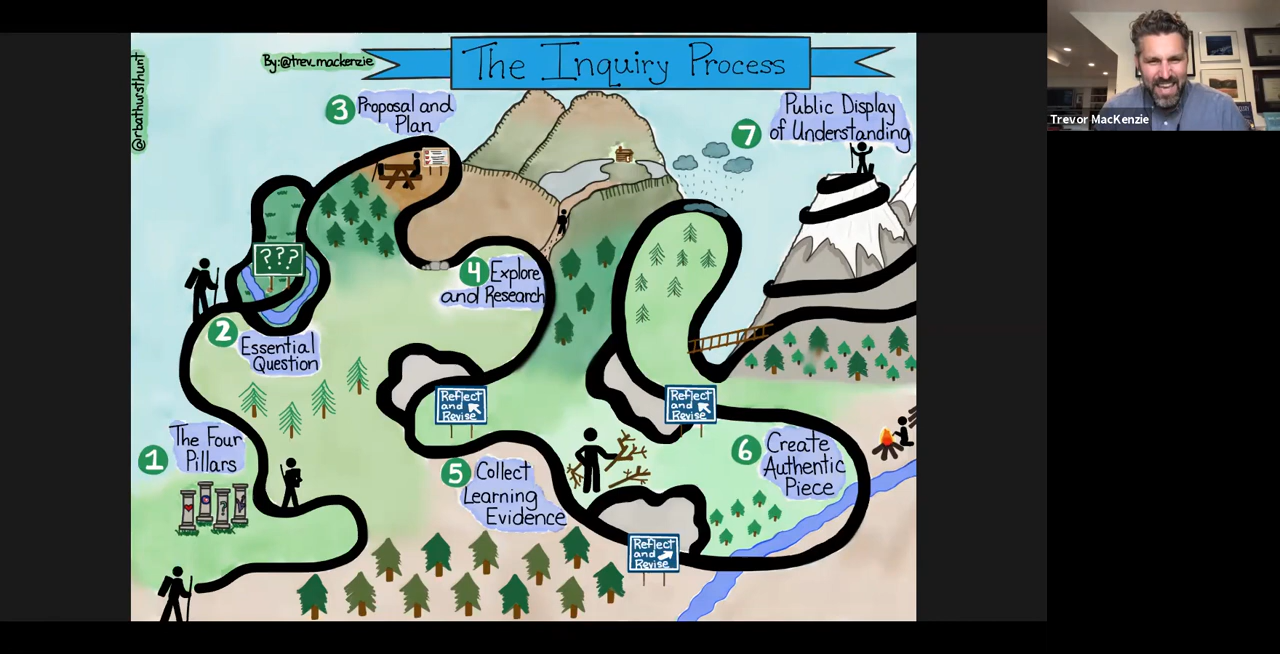 The Inquiry Process
By:@trev_mackenzie
@rbathursthunt
1 The Four
Pillars
?
2 Essential
Question
???
3 Proposal and
Plan
4 Explore
and Research
Reflect
and
Revise
5 Collect
Learning
Evidence
Reflect
and
Revise
6 Create
Authentic
Piece
Reflect
and
Revise
7 Public Display
of Understanding
Trevor MacKenzie